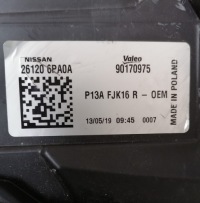 NISSAN Valeo
26120 6PA0A 90170975
P13A FJK16 R - OEM
13/05/19 09:45 0007
MADE IN POLAND